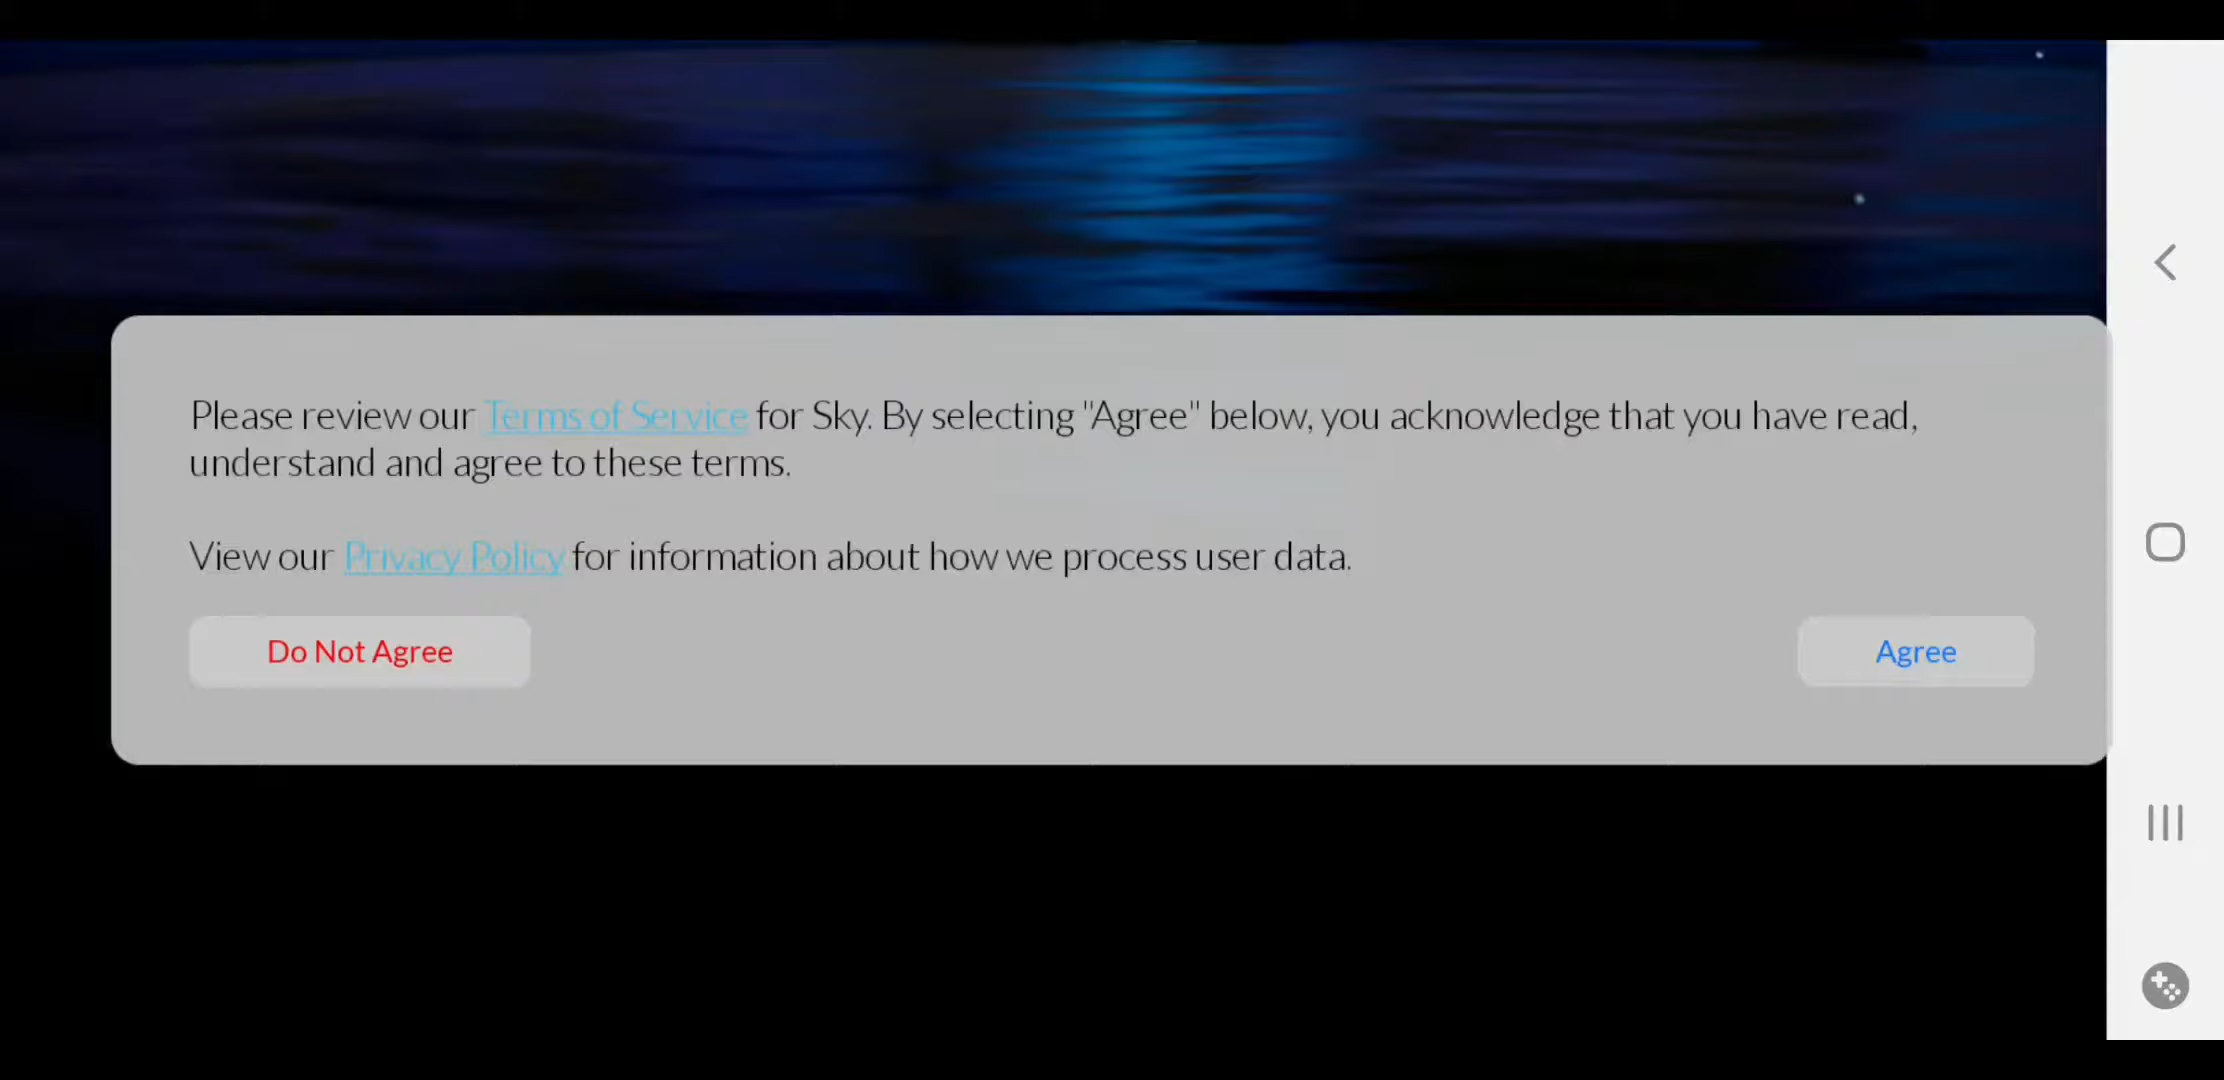 Please review our Terms of Service for Sky. By selecting "Agree" below, you acknowledge that you have read,
understand and agree to these terms.
View our Privacy Policy for information about how we process user data.
Do Not Agree
Agree